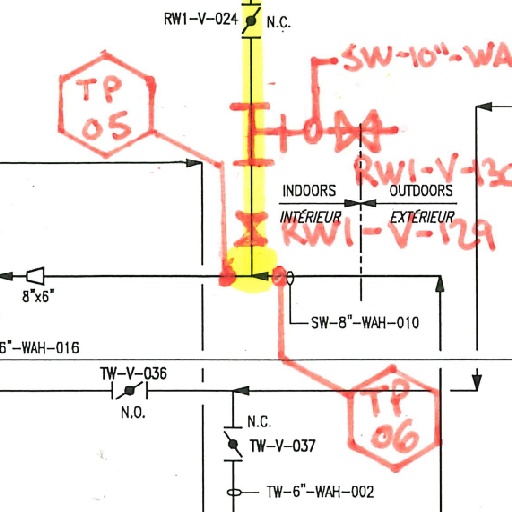 RW1-V-024
N.C.
SW-10"-WA
TP
05
RW1-V-130
INDOORS
OUTDOORS
INTÉRIEUR
EXTÉRIEUR
RW1-V-129
8"x6"
SW-8"-WAH-010
6"-WAH-016
TW-V-036
N.O.
TP
06
N.C.
TW-V-037
TW-6"-WAH-002